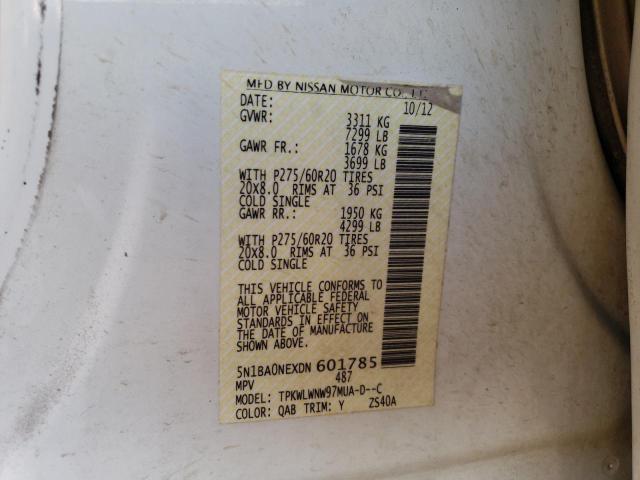 MFD BY NISSAN MOTOR CO., LT
DATE: 10/12
GVWR: 3311 KG
7299 LB
GAWR FR.: 1678 KG
3699 LB
WITH P275/60R20 TIRES
20X8.0 RIMS AT 36 PSI
COLD SINGLE
GAWR RR.: 1950 KG
4299 LB
WITH P275/60R20 TIRES
20X8.0 RIMS AT 36 PSI
COLD SINGLE
THIS VEHICLE CONFORMS TO
ALL APPLICABLE FEDERAL
MOTOR VEHICLE SAFETY
STANDARDS IN EFFECT ON
THE DATE OF MANUFACTURE
SHOWN ABOVE.
5N1BA0NEXDN 601785
MPV 487
MODEL: TPKWLWNW97MUA-D--C
COLOR: QAB TRIM: Y ZS40A